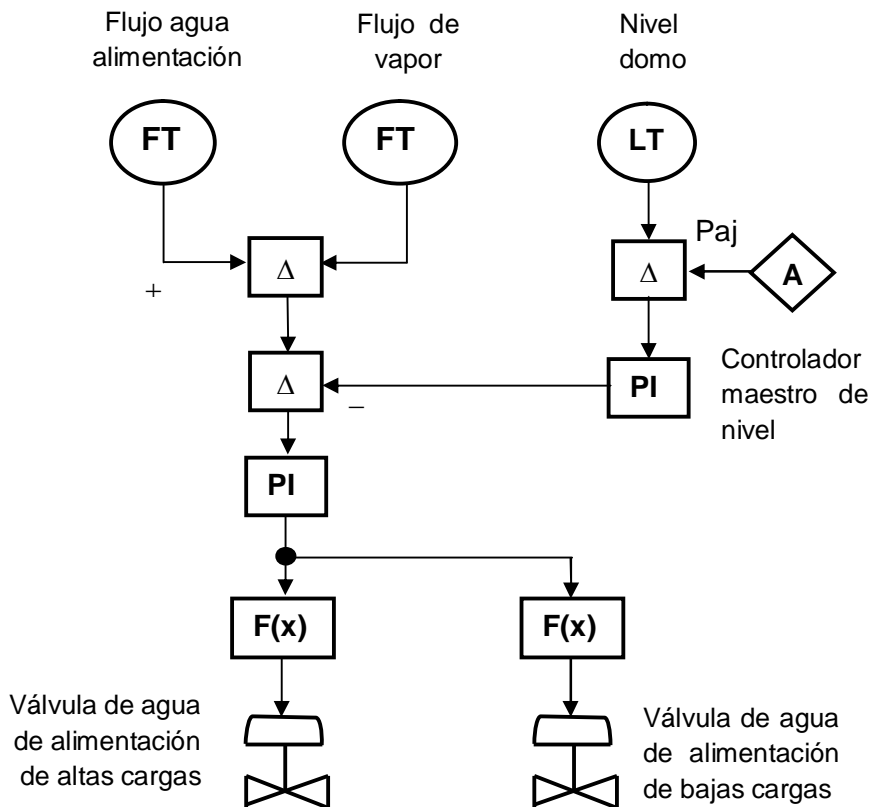 Flujo agua
alimentación
Flujo de
vapor
Nivel
domo
FT
FT
LT
Paj
Δ
Δ
A
+
Δ
–
PI
Controlador
maestro de
nivel
PI
F(x)
F(x)
Válvula de agua
de alimentación
de altas cargas
Válvula de agua
de alimentación
de bajas cargas